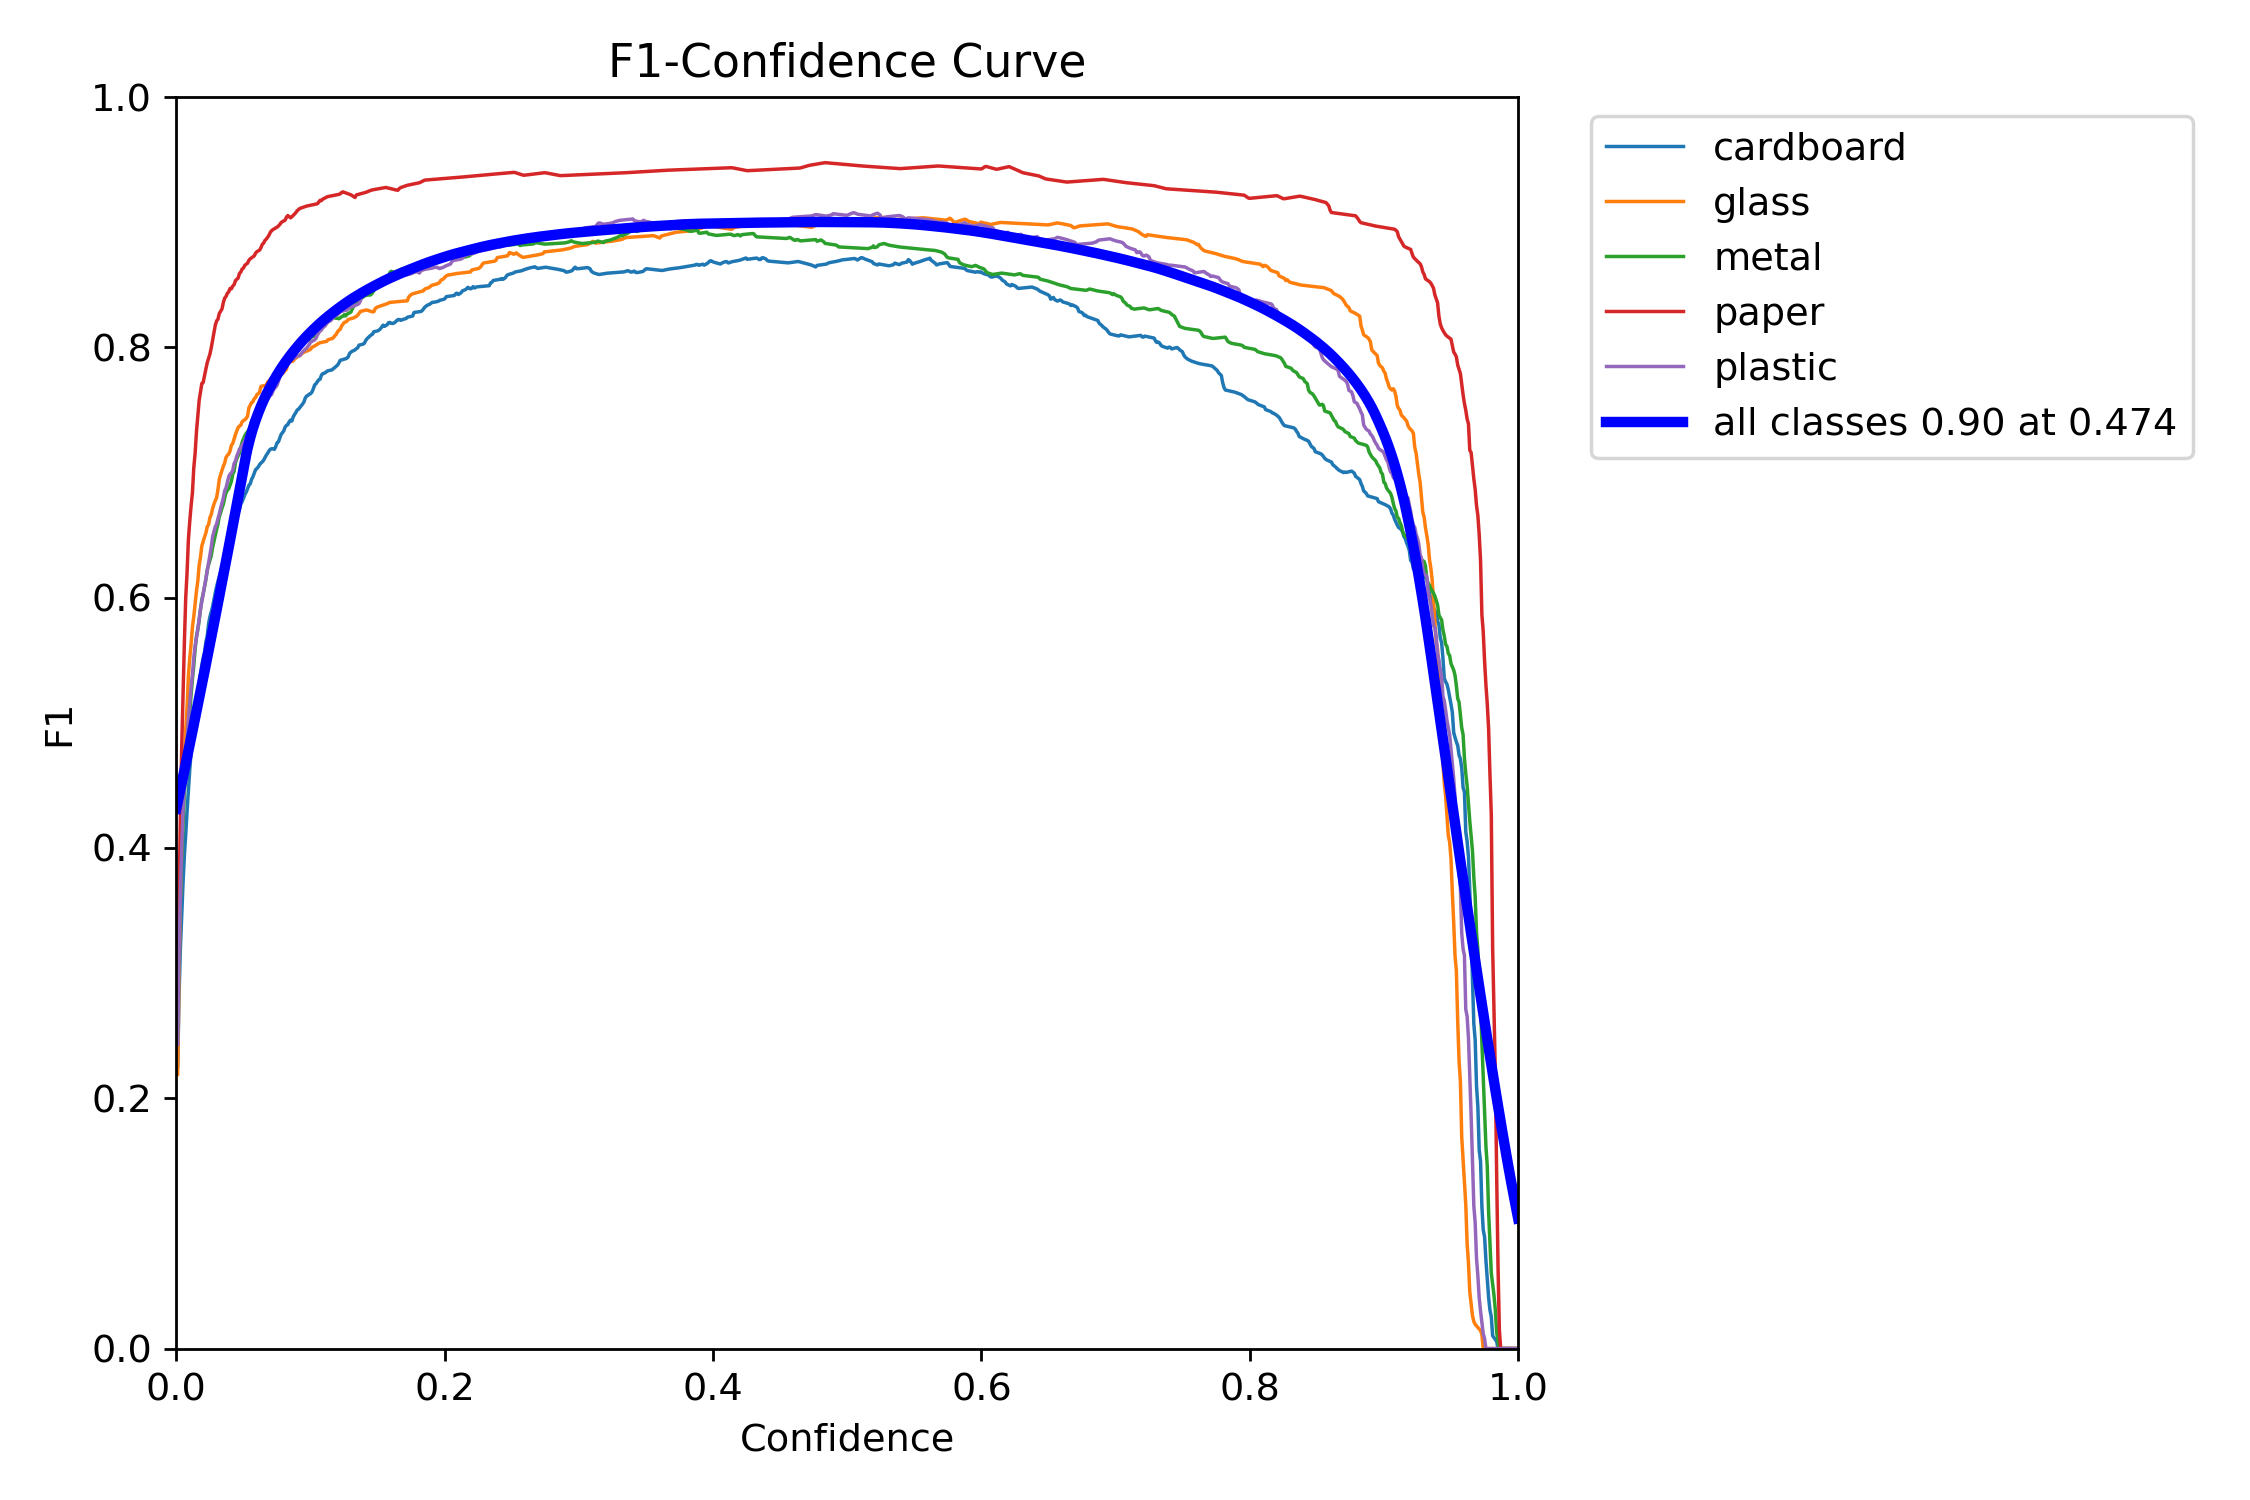 F1-Confidence Curve
1.0
0.8
0.6
0.4
0.2
0.0
F1
0.0 0.2 0.4 0.6 0.8 1.0
Confidence
cardboard
glass
metal
paper
plastic
all classes 0.90 at 0.474